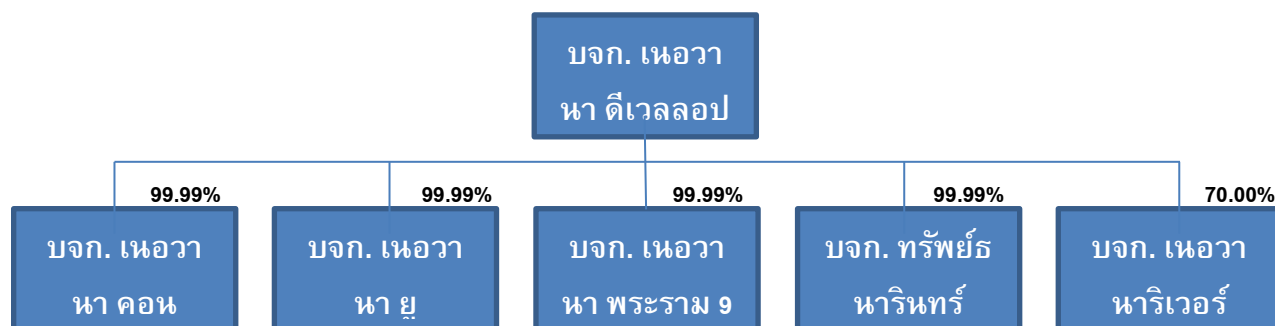 บจก. เนอวา
นา ดีเวลลอป
99.99%
99.99%
99.99%
99.99%
70.00%
บจก. เนอวา
นา คอน
บจก. เนอวา
นา ยู
บจก. เนอวา
นา พระราม 9
บจก. ทรัพย์ธ
นารินทร์
บจก. เนอวา
นาริเวอร์